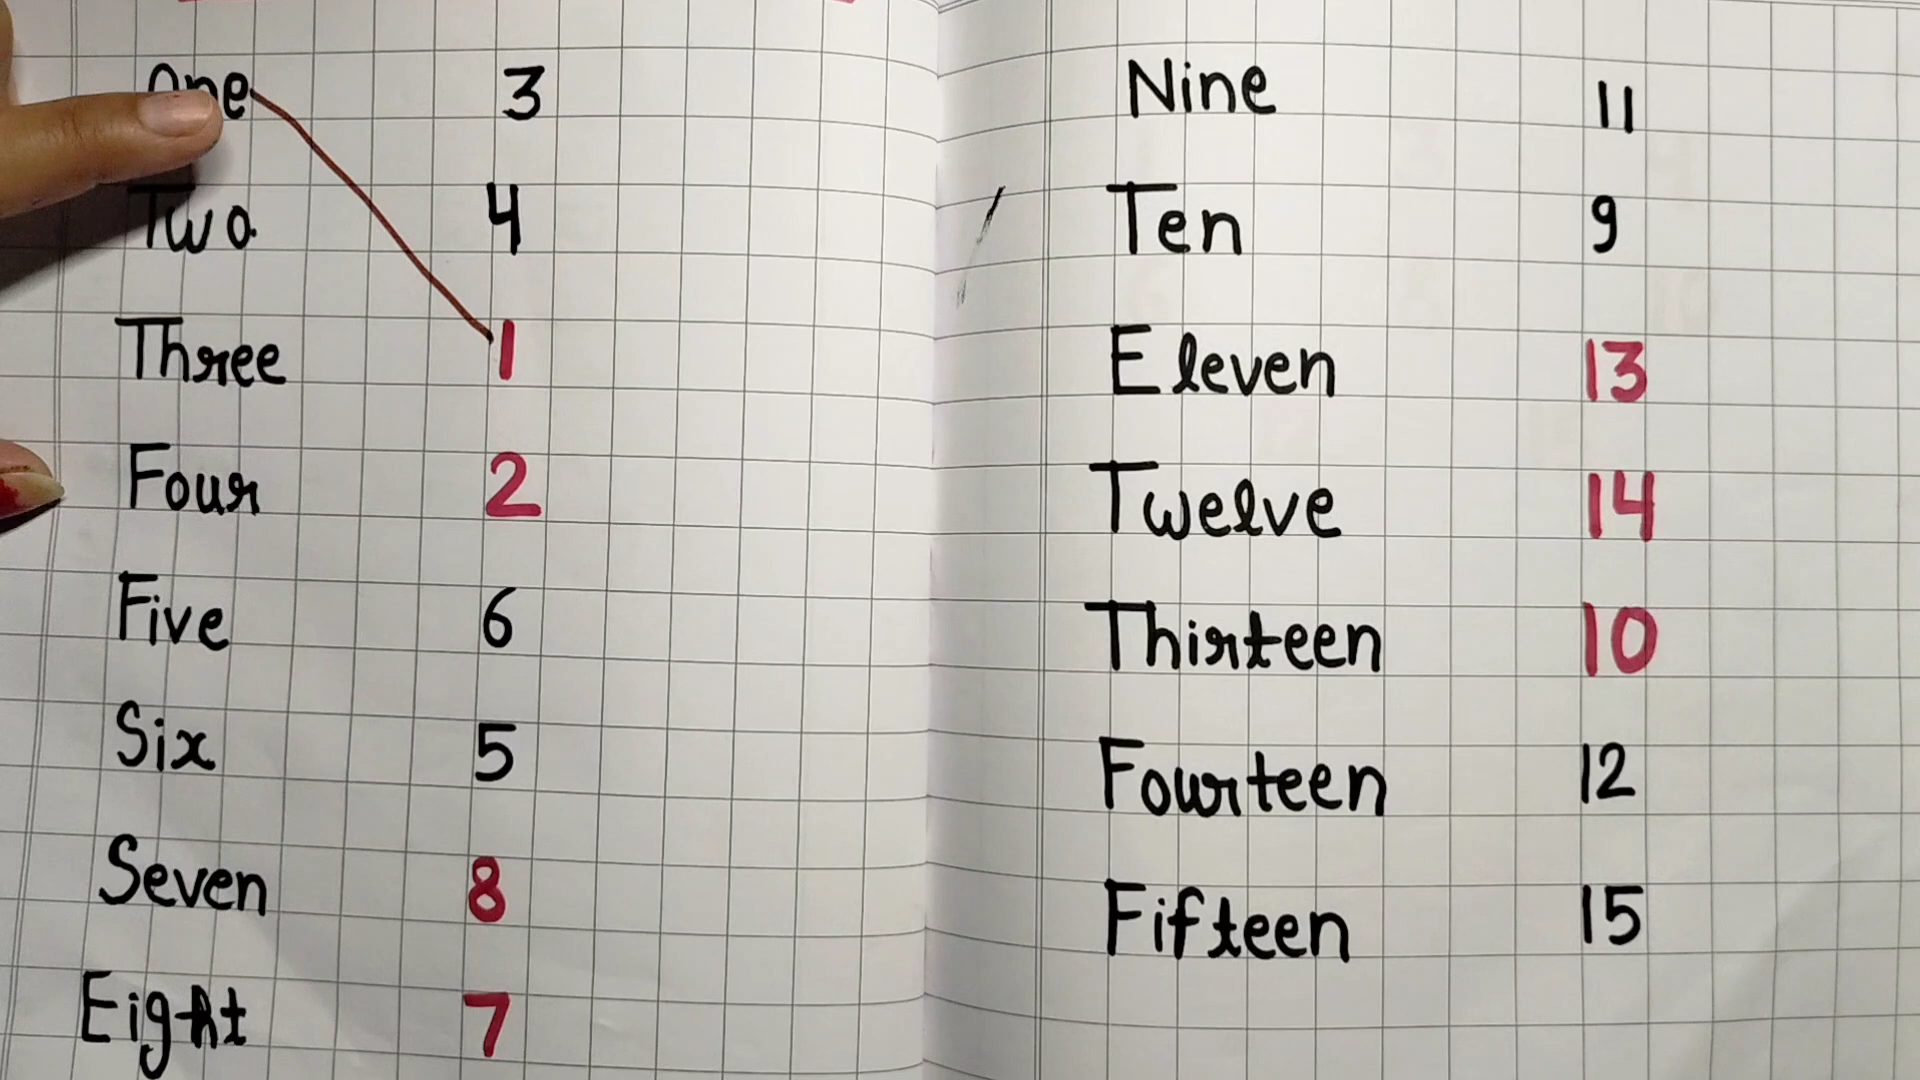 One 3
Two 4
Three 1
Four 2
Five 6
Six 5
Seven 8
Eight 7
Nine 11
Ten 9
Eleven 13
Twelve 14
Thirteen 10
Fourteen 12
Fifteen 15